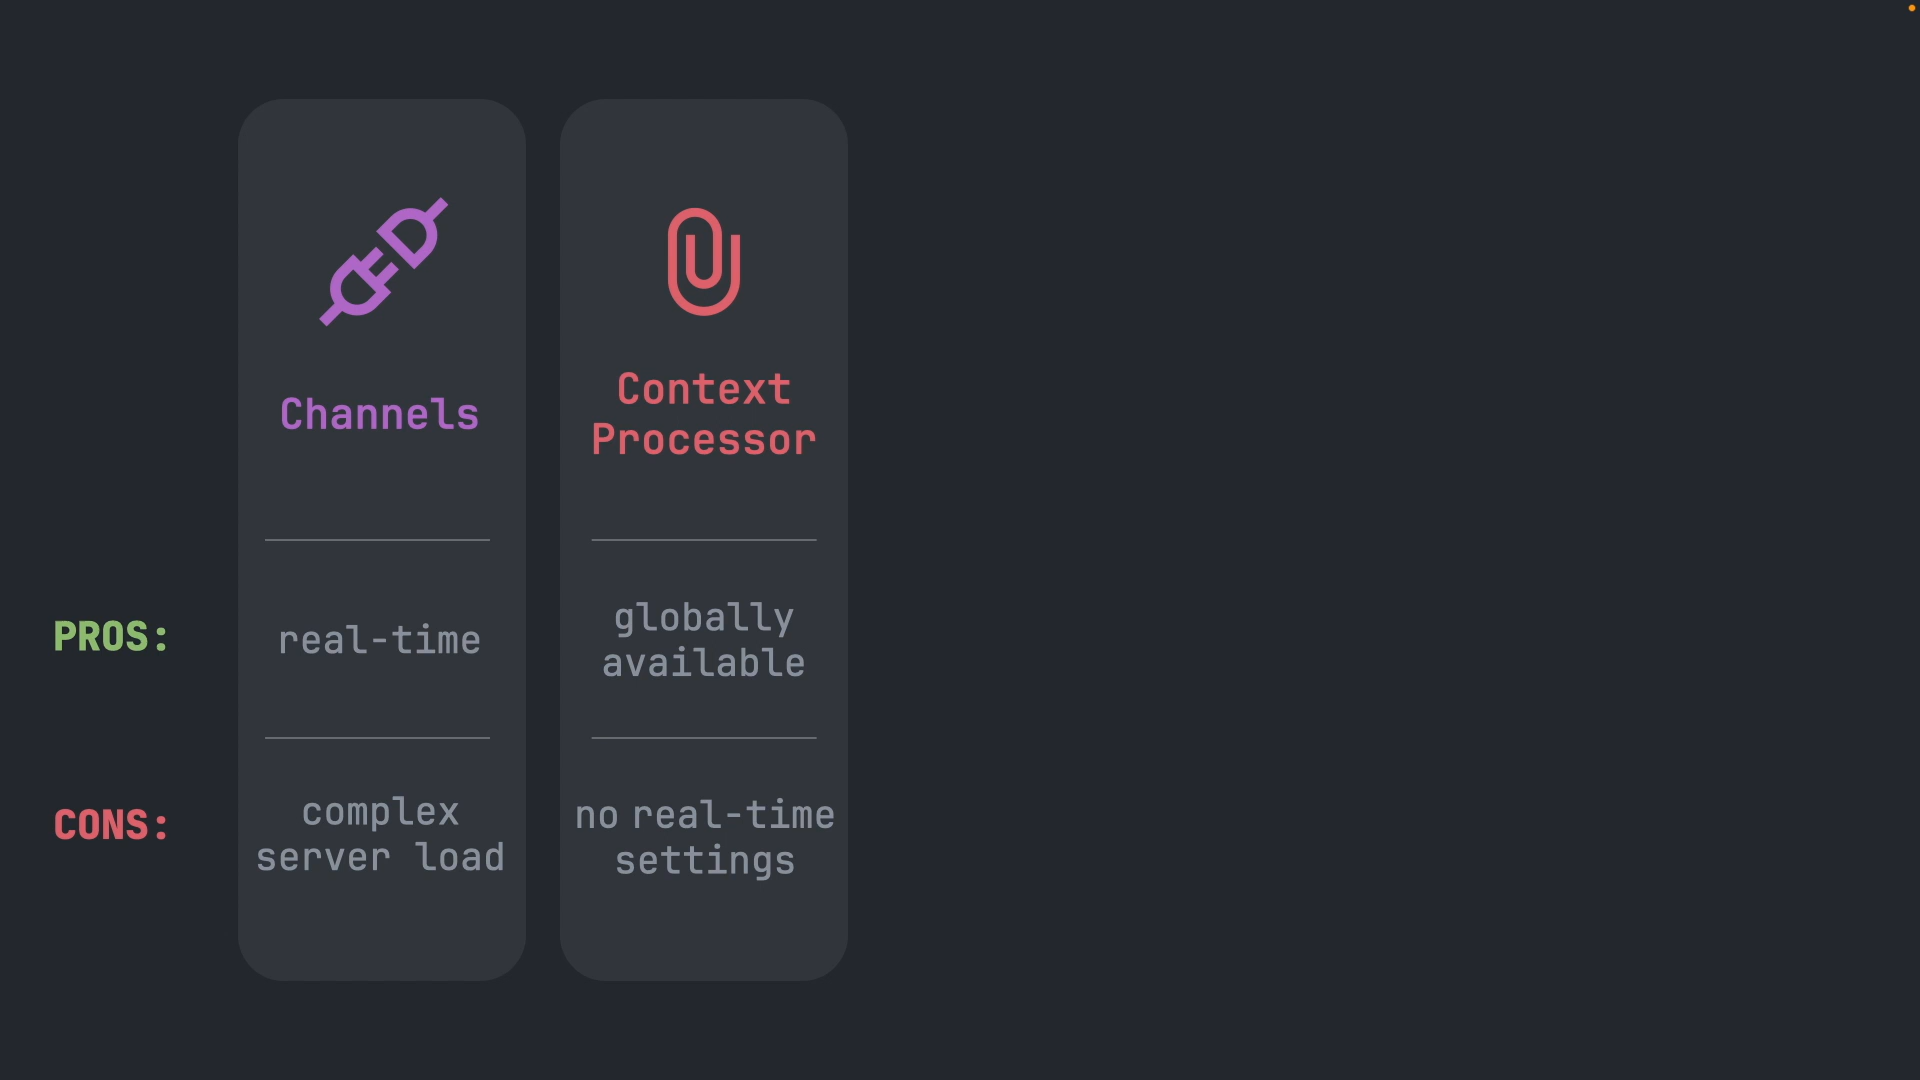 Channels
Context
Processor
PROS:
real-time
globally
available
CONS:
complex
server load
no real-time
settings